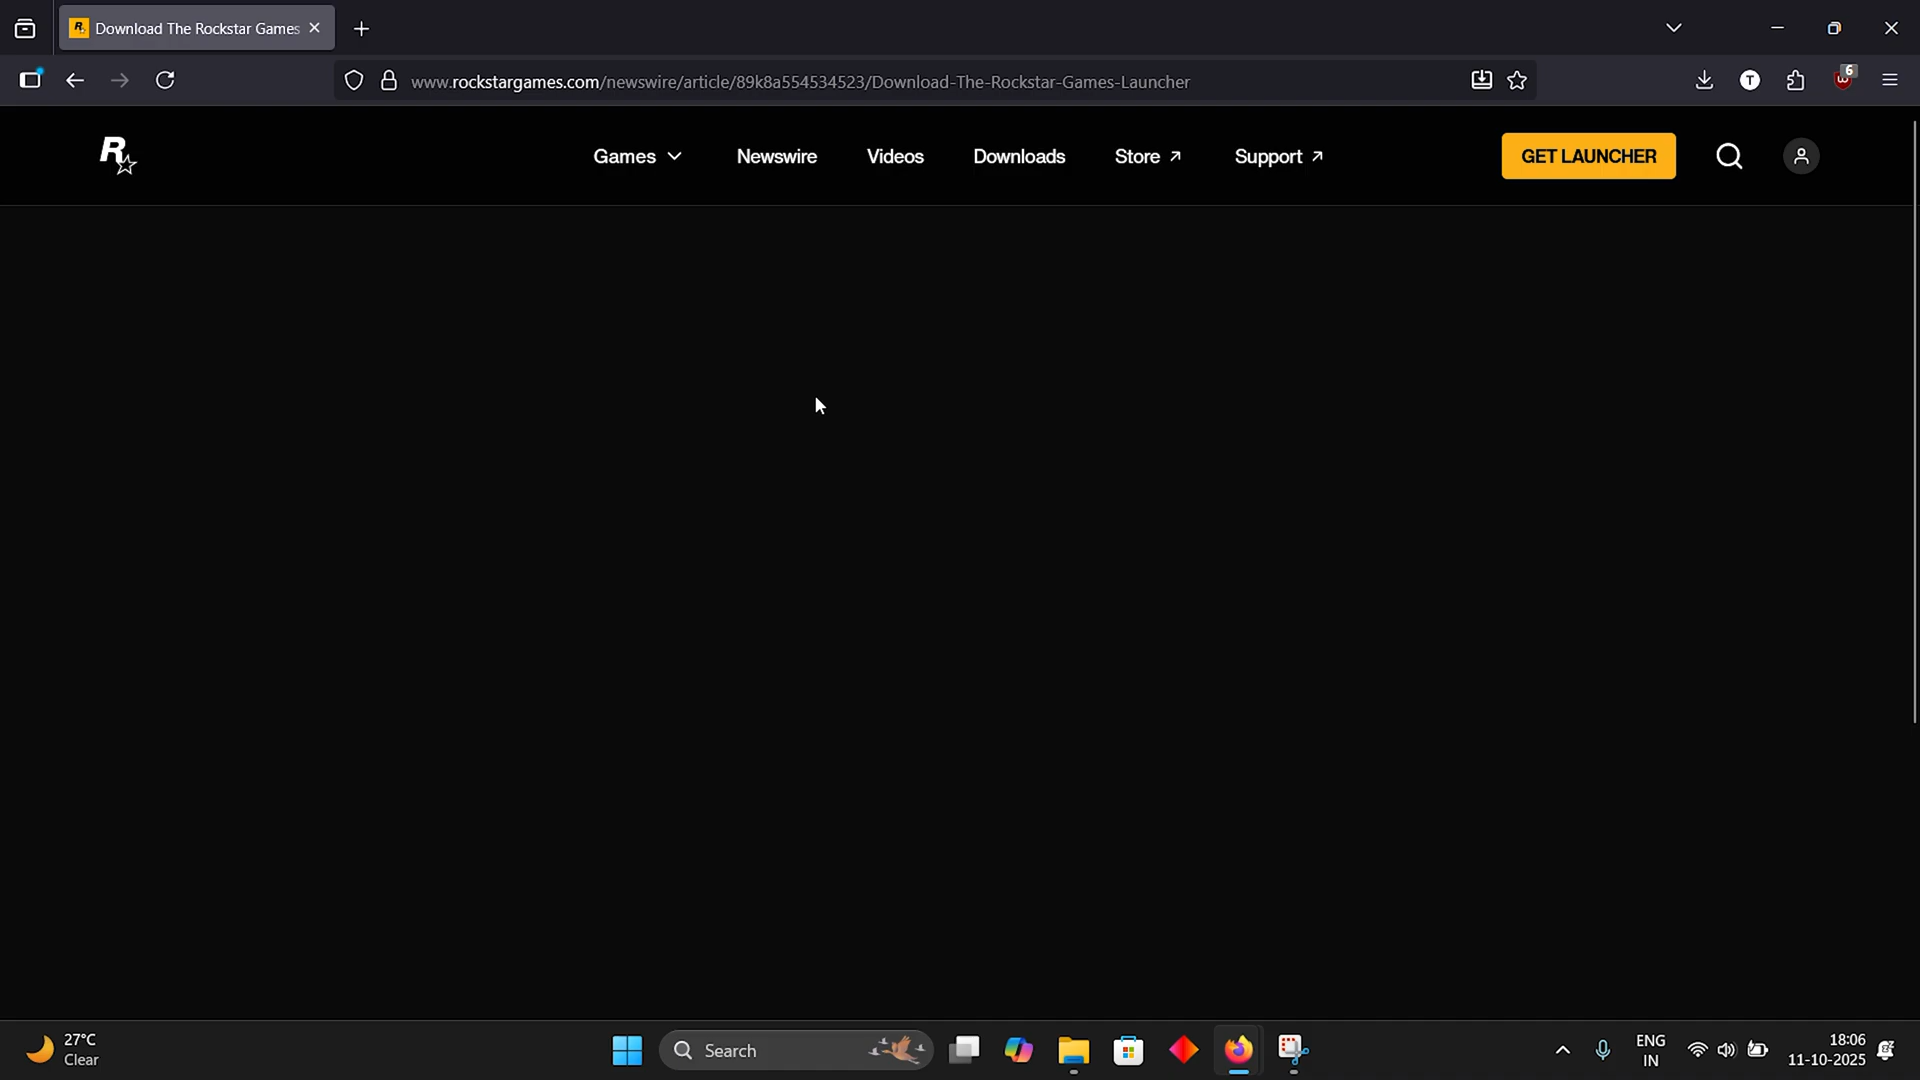 Download The Rockstar Games
www.rockstargames.com/newswire/article/89k8a554534523/Download-The-Rockstar-Games-Launcher
T
6
R
Games
Newswire
Videos
Downloads
Store
Support
GET LAUNCHER
27°C
Clear
Search
ENG
IN
18:06
11-10-2025